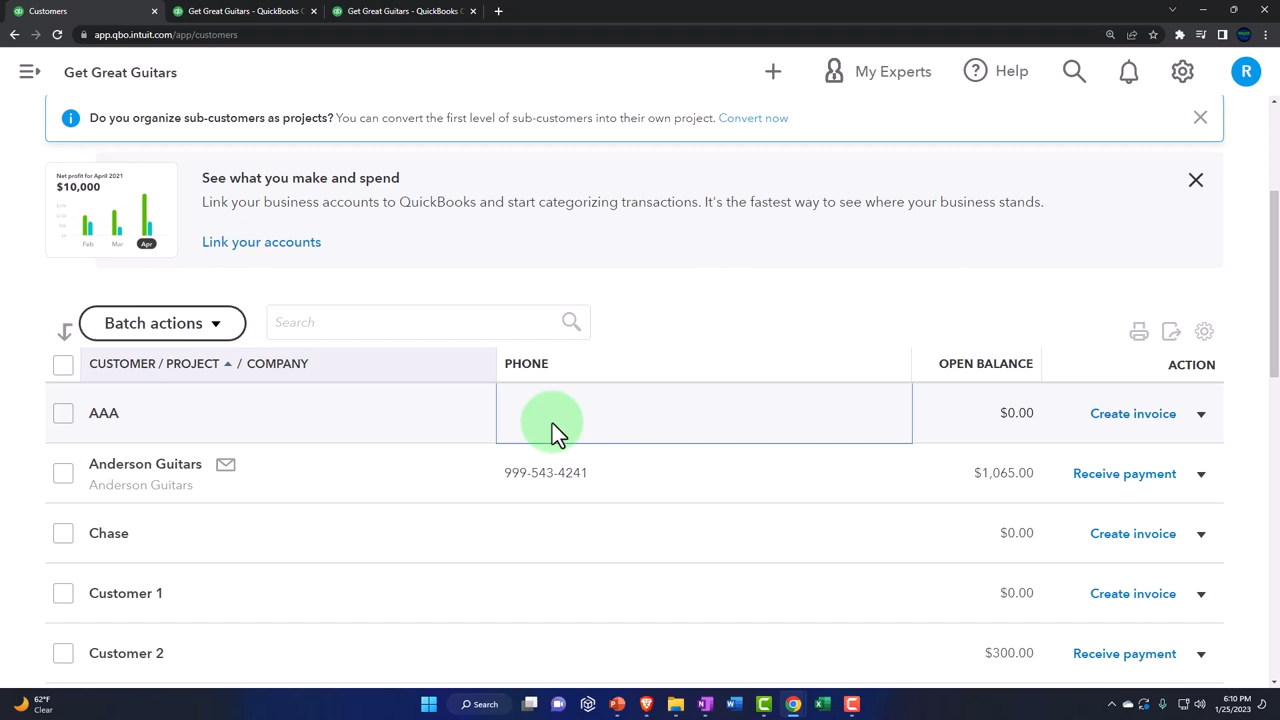 Customers
Get Great Guitars - QuickBooks C
Get Great Guitars - QuickBooks C
app.qbo.intuit.com/app/customers
Get Great Guitars
My Experts
Help
R
Do you organize sub-customers as projects? You can convert the first level of sub-customers into their own project. Convert now
Net profit for April 2021
$10,000
Feb Mar Apr
See what you make and spend
Link your business accounts to QuickBooks and start categorizing transactions. It's the fastest way to see where your business stands.
Link your accounts
Batch actions
Search
CUSTOMER / PROJECT / COMPANY PHONE OPEN BALANCE ACTION
AAA $0.00 Create invoice
Anderson Guitars 999-543-4241 $1,065.00 Receive payment
Anderson Guitars
Chase $0.00 Create invoice
Customer 1 $0.00 Create invoice
Customer 2 $300.00 Receive payment
62°F
Clear
Search
6:10 PM
1/25/2023